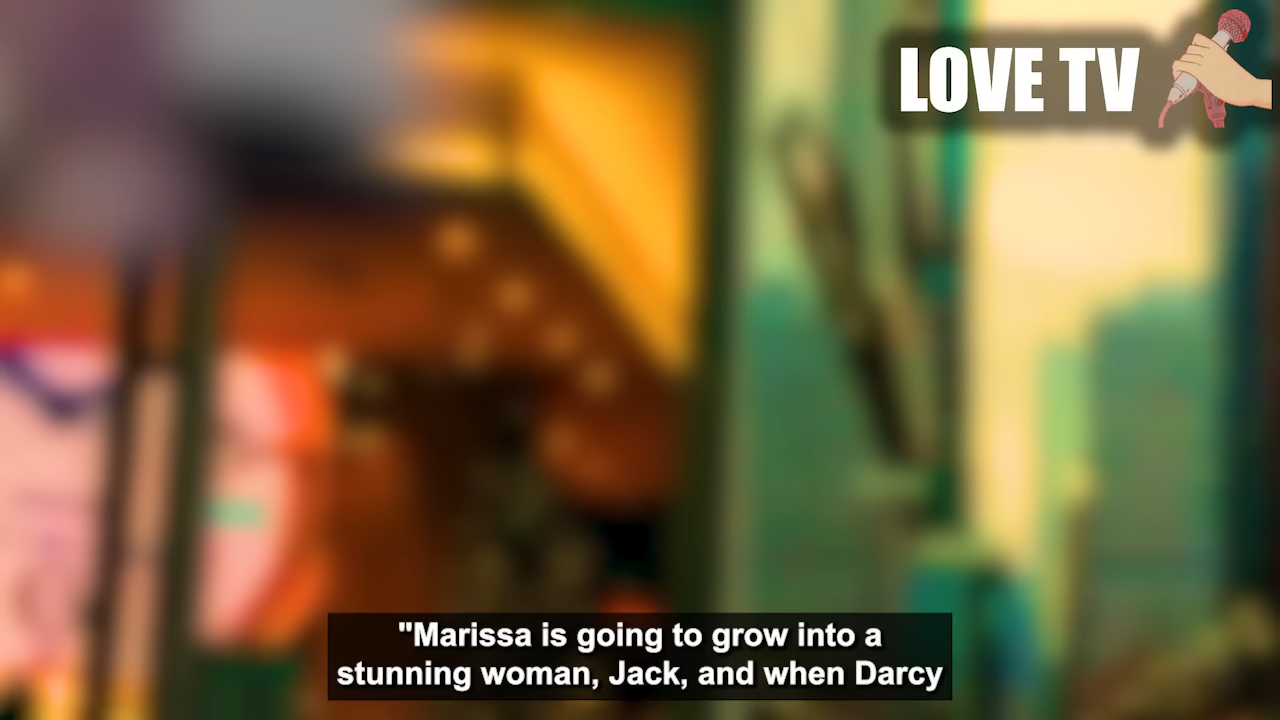 LOVE TV
"Marissa is going to grow into a
stunning woman, Jack, and when Darcy